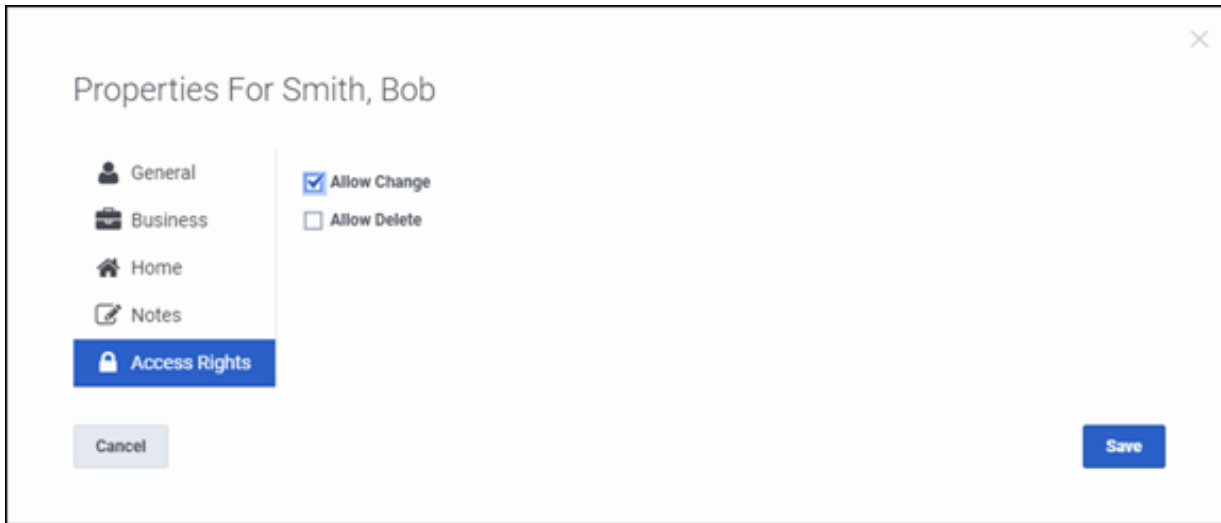 Properties For Smith, Bob
General
Business
Home
Notes
Access Rights
Allow Change
Allow Delete
Cancel
Save